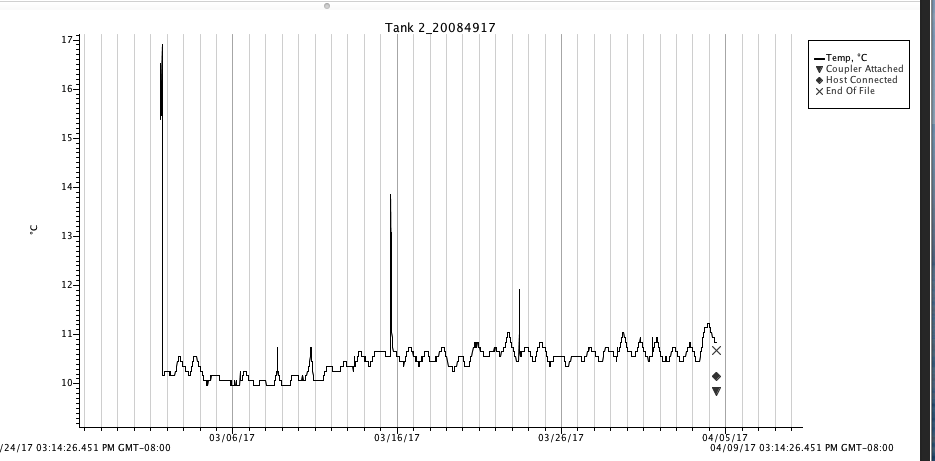 Tank 2_20084917
17
16
15
14
13
12
11
10
°C
Temp, °C
Coupler Attached
Host Connected
End Of File
03/06/17
03/16/17
03/26/17
04/05/17
/24/17 03:14:26.451 PM GMT-08:00
04/09/17 03:14:26.451 PM GMT-08:00